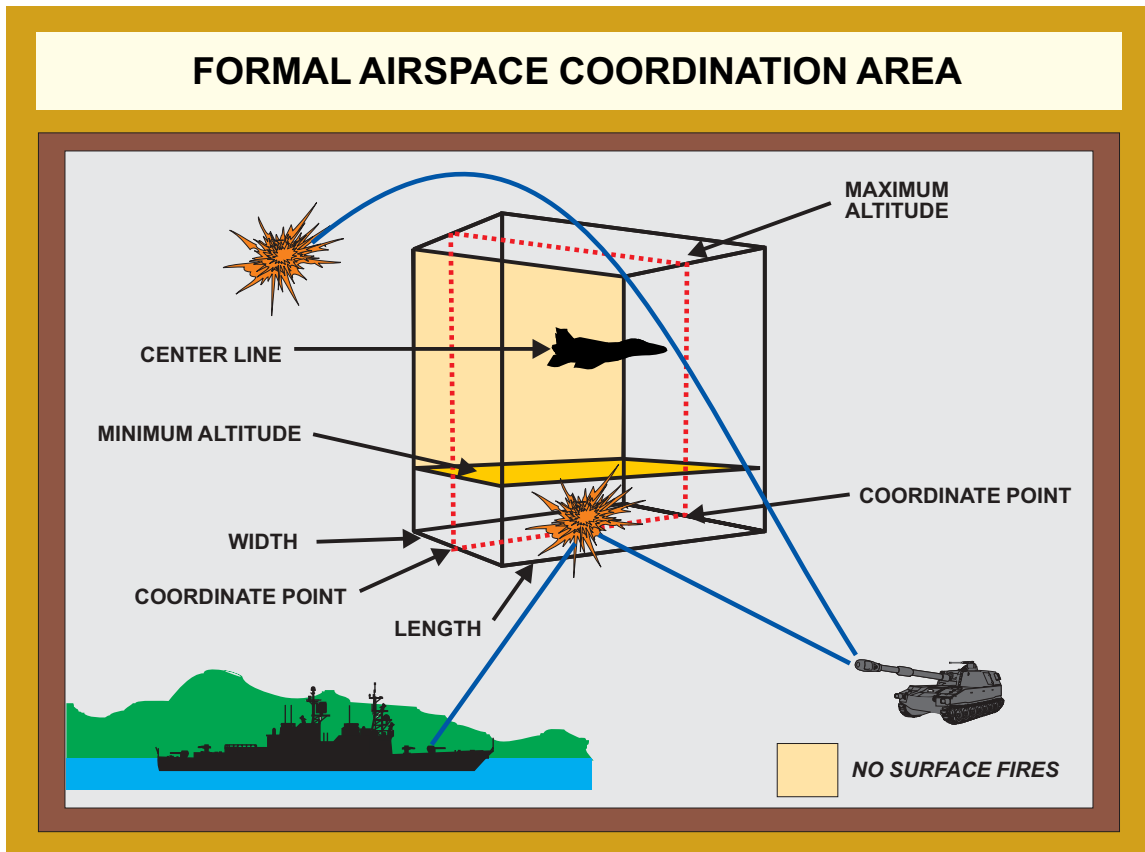 FORMAL AIRSPACE COORDINATION AREA
MAXIMUM
ALTITUDE
CENTER LINE
MINIMUM ALTITUDE
COORDINATE POINT
WIDTH
COORDINATE POINT
LENGTH
NO SURFACE FIRES